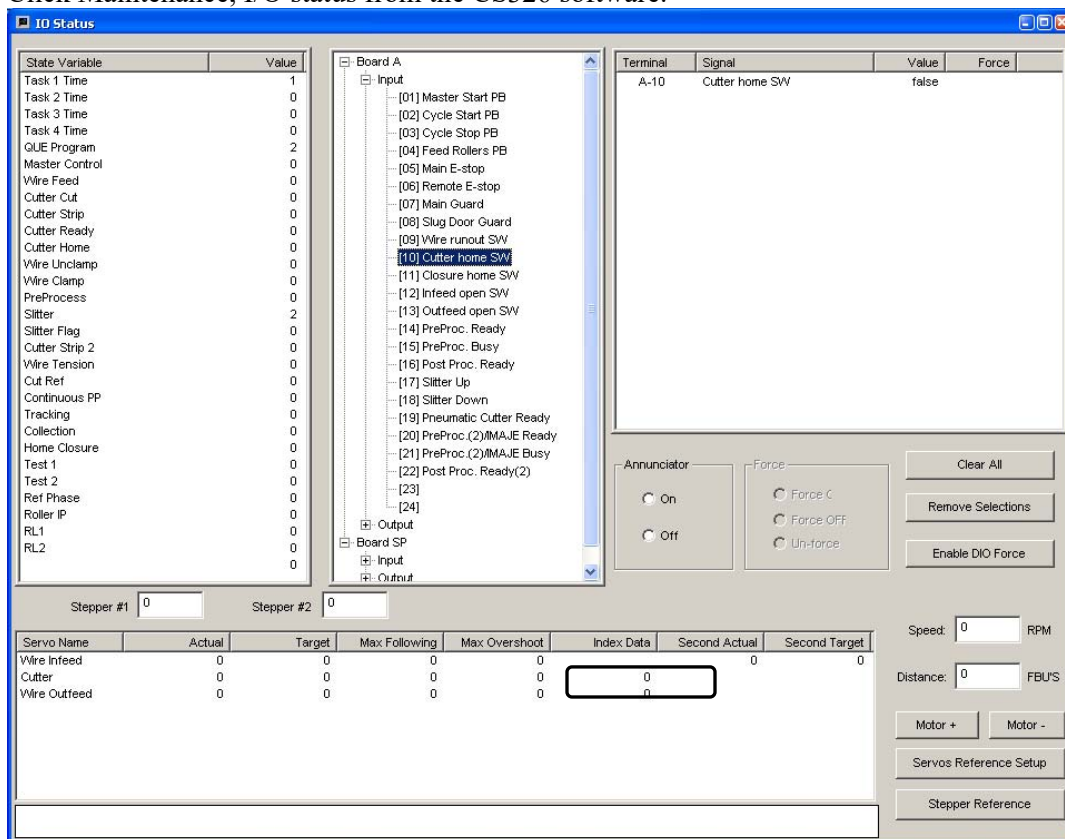 Click Maintenance, I/O status from the CS326 software.
IO Status
State Variable Value
Task 1 Time 1
Task 2 Time 0
Task 3 Time 0
Task 4 Time 0
QUE Program 2
Master Control 0
Wire Feed 0
Cutter Cut 0
Cutter Strip 0
Cutter Ready 0
Cutter Home 0
Wire Unclamp 0
Wire Clamp 0
PreProcess 0
Slitter 2
Slitter Flag 0
Cutter Strip 2 0
Wire Tension 0
Cut Ref 0
Continuous PP 0
Tracking 0
Collection 0
Home Closure 0
Test 1 0
Test 2 0
Ref Phase 0
Roller IP 0
RL1 0
RL2 0
0
Board A
Input
[01] Master Start PB
[02] Cycle Start PB
[03] Cycle Stop PB
[04] Feed Rollers PB
[05] Main E-stop
[06] Remote E-stop
[07] Main Guard
[08] Slug Door Guard
[09] Wire runout SW
[10] Cutter home SW
[11] Closure home SW
[12] Infeed open SW
[13] Outfeed open SW
[14] PreProc. Ready
[15] PreProc. Busy
[16] Post Proc. Ready
[17] Slitter Up
[18] Slitter Down
[19] Pneumatic Cutter Ready
[20] PreProc.(2)/IMAJE Ready
[21] PreProc.(2)/IMAJE Busy
[22] Post Proc. Ready(2)
[23]
[24]
Output
Board SP
Input
Output
Terminal Signal Value Force
A-10 Cutter home SW false
Annunciator
On
Off
Force
Force O
Force OFF
Un-force
Clear All
Remove Selections
Enable DIO Force
Stepper #1 0 Stepper #2 0
Servo Name Actual Target Max Following Max Overshoot Index Data Second Actual Second Target
Wire Infeed 0 0 0 0 0 0
Cutter 0 0 0 0 0
Wire Outfeed 0 0 0 0 0
Speed: 0 RPM
Distance: 0 FBU'S
Motor + Motor -
Servos Reference Setup
Stepper Reference